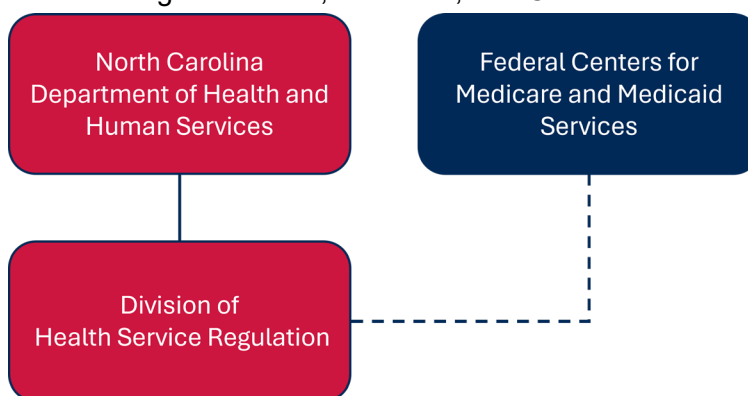 North Carolina
Department of Health and
Human Services
Federal Centers for
Medicare and Medicaid
Services
Division of
Health Service Regulation